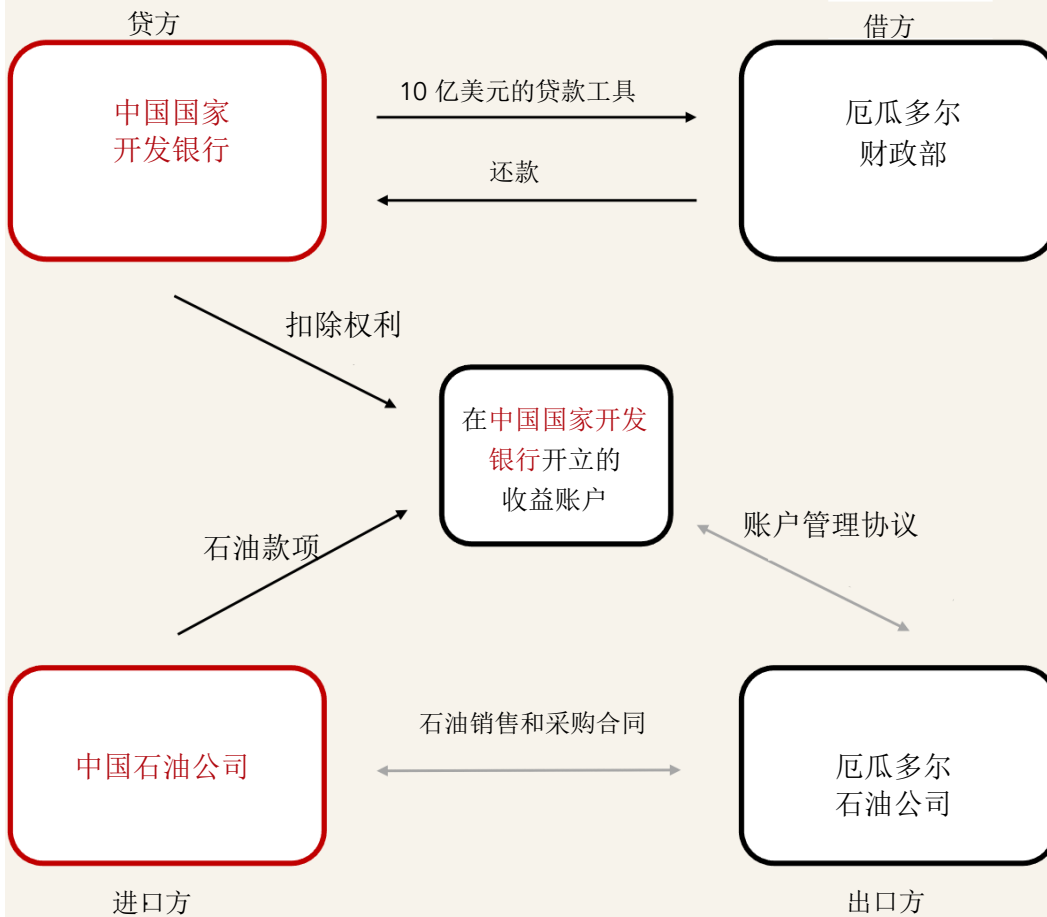 贷方
借方
中国国家
开发银行
10 亿美元的贷款工具
还款
厄瓜多尔
财政部
扣除权利
在中国国家开发
银行开立的
收益账户
账户管理协议
石油款项
中国石油公司
石油销售和采购合同
厄瓜多尔
石油公司
进口方
出口方